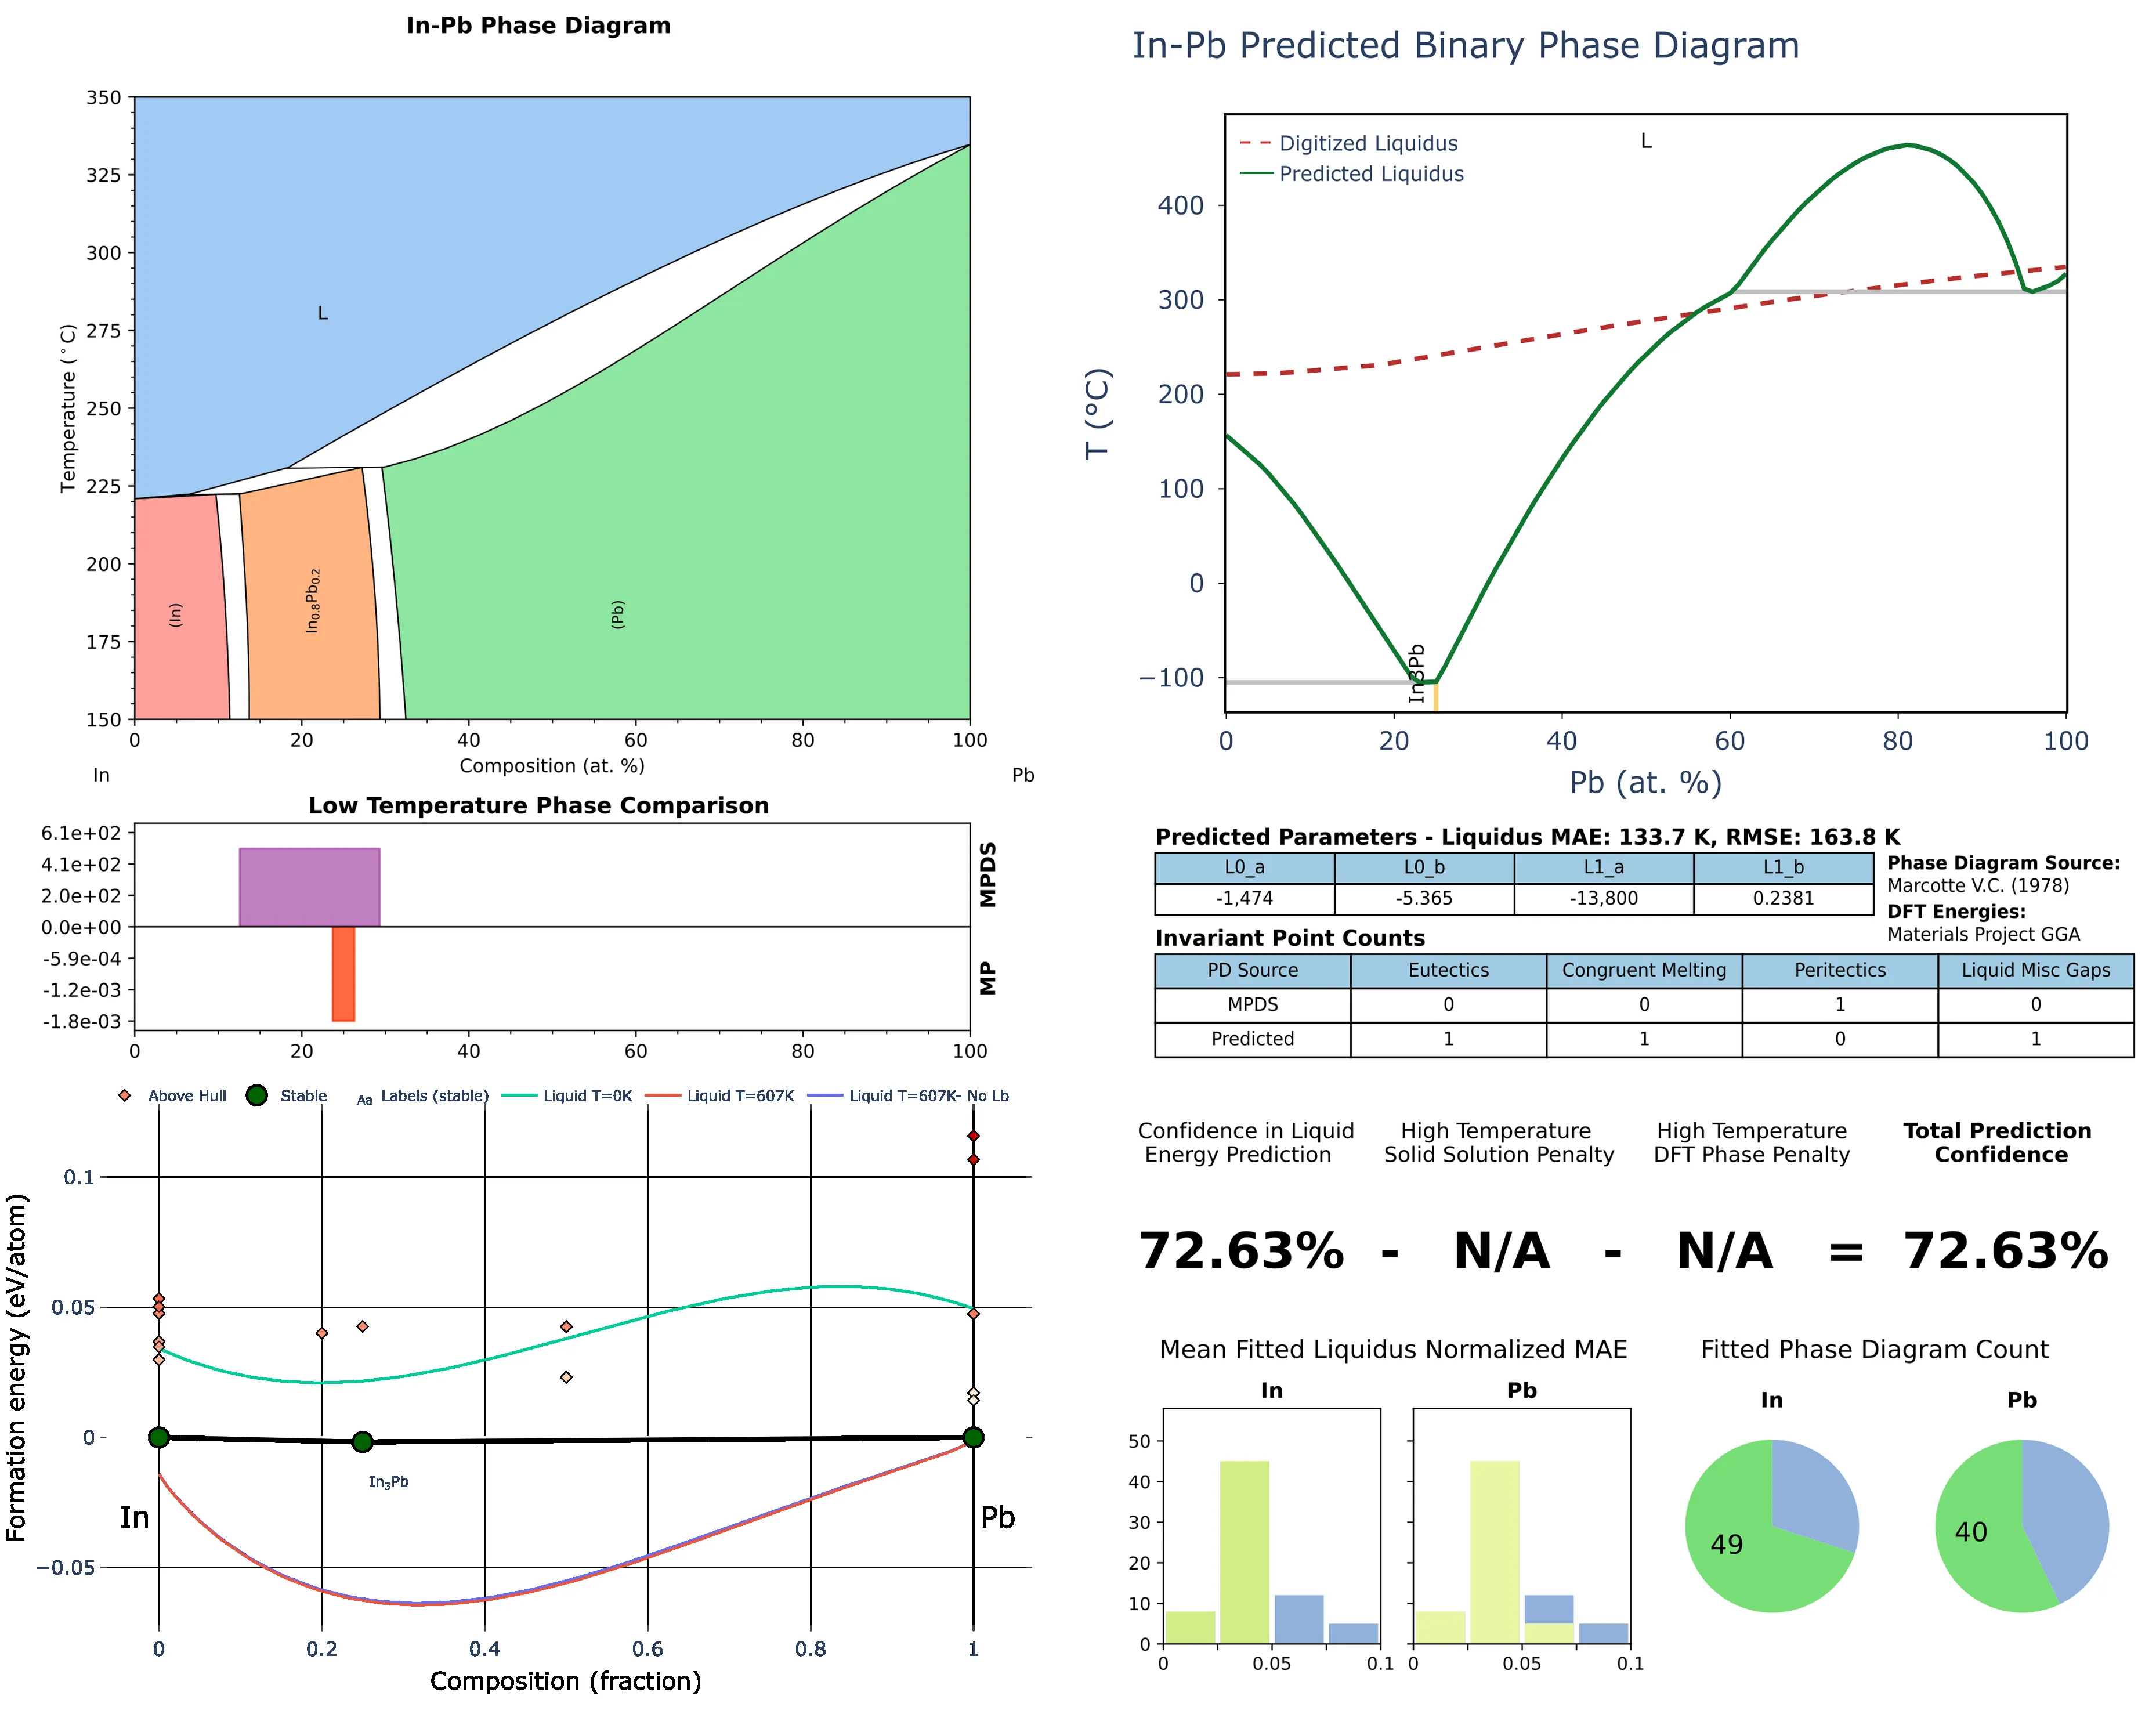 In-Pb Phase Diagram
350
325
300
275
250
225
200
175
150
Temperature (°C)
L
(In)
In0.8Pb0.2
(Pb)
0 20 40 60 80 100
Composition (at. %)
In Pb
Low Temperature Phase Comparison
6.1e+02
4.1e+02
2.0e+02
0.0e+00
-5.9e-04
-1.2e-03
-1.8e-03
MPDS
MP
0 20 40 60 80 100
Above Hull Stable Aa Labels (stable) Liquid T=0K Liquid T=607K Liquid T=607K- No Lb
0.1
0.05
0
−0.05
Formation energy (eV/atom)
In3Pb
In Pb
0 0.2 0.4 0.6 0.8 1
Composition (fraction)
In-Pb Predicted Binary Phase Diagram
Digitized Liquidus
Predicted Liquidus
L
400
300
200
100
0
−100
T (°C)
In3Pb
0 20 40 60 80 100
Pb (at. %)
Predicted Parameters - Liquidus MAE: 133.7 K, RMSE: 163.8 K
L0_a L0_b L1_a L1_b
-1,474 -5.365 -13,800 0.2381
Phase Diagram Source:
Marcotte V.C. (1978)
DFT Energies:
Materials Project GGA
Invariant Point Counts
PD Source Eutectics Congruent Melting Peritectics Liquid Misc Gaps
MPDS 0 0 1 0
Predicted 1 1 0 1
Confidence in Liquid
Energy Prediction
High Temperature
Solid Solution Penalty
High Temperature
DFT Phase Penalty
Total Prediction
Confidence
72.63% - N/A - N/A = 72.63%
Mean Fitted Liquidus Normalized MAE
In Pb
50
40
30
20
10
0
0 0.05 0.1 0 0.05 0.1
Fitted Phase Diagram Count
In Pb
49 40